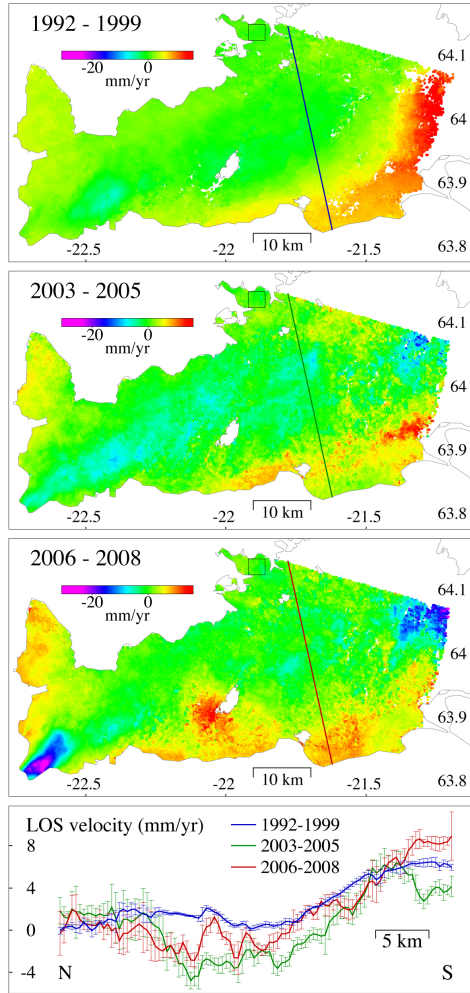 1992 - 1999
-20 0
mm/yr
64.1
64
63.9
63.8
-22.5 -22 -21.5
10 km
2003 - 2005
-20 0
mm/yr
64.1
64
63.9
63.8
-22.5 -22 -21.5
10 km
2006 - 2008
-20 0
mm/yr
64.1
64
63.9
63.8
-22.5 -22 -21.5
10 km
LOS velocity (mm/yr)
1992-1999
2003-2005
2006-2008
8
4
0
-4
5 km
N S